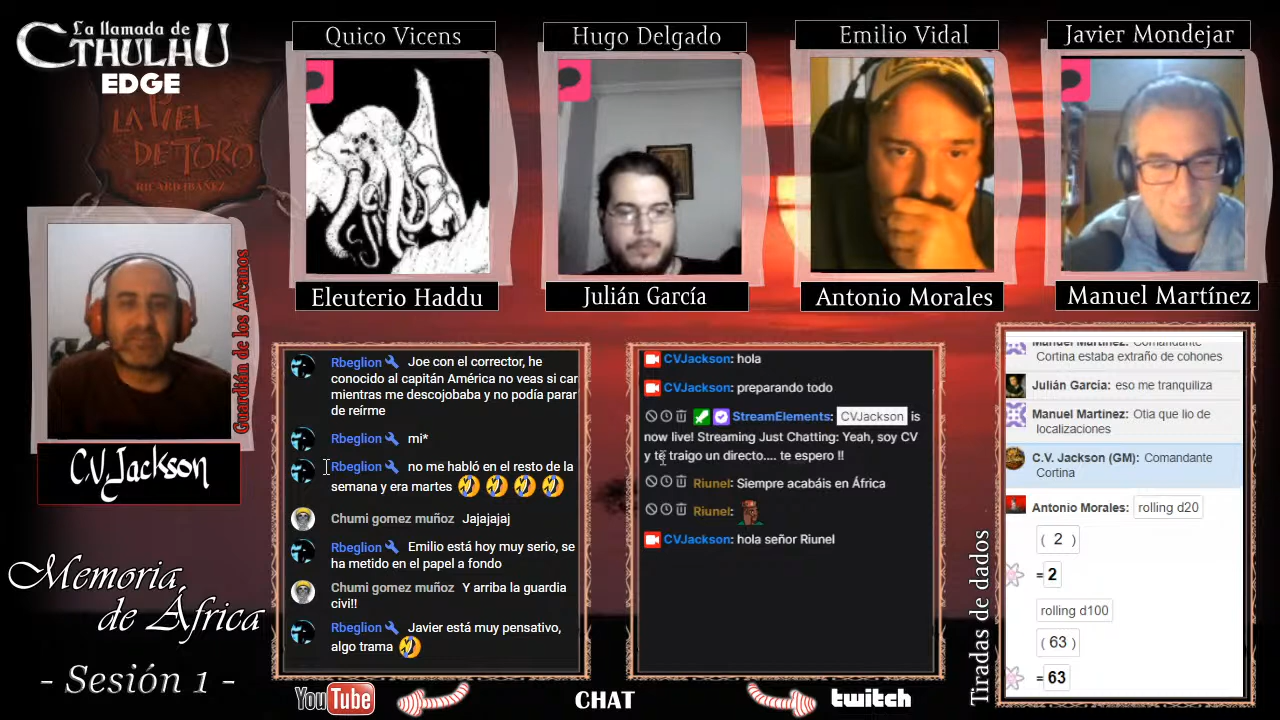 La llamada de
CTHULHU
EDGE
LA PIEL
DE TORO
RICARD IBÁÑEZ
Quico Vicens
Hugo Delgado
Emilio Vidal
Javier Mondejar
Eleuterio Haddu
Julián García
Antonio Morales
Manuel Martínez
Guardián de los Arcanos
C.V. Jackson
Memoria
de África
- Sesión 1 -
Rbeglion Joe con el corrector, he
conocido al capitán América no veas si car
mientras me descojobaba y no podía parar
de reírme
Rbeglion mi*
Rbeglion no me habló en el resto de la
semana y era martes 🤣 🤣 🤣 🤣
Chumi gomez muñoz Jajajajaj
Rbeglion Emilio está hoy muy serio, se
ha metido en el papel a fondo
Chumi gomez muñoz Y arriba la guardia
civi!!
Rbeglion Javier está muy pensativo,
algo trama 🤣
CVJackson: hola
CVJackson: preparando todo
StreamElements: CVJackson is
now live! Streaming Just Chatting: Yeah, soy CV
y te traigo un directo.... te espero !!
Riunel: Siempre acabáis en África
Riunel:
CVJackson: hola señor Riunel
Manuel Martínez: Comandante
Cortina estaba extraño de cohones
Julián García: eso me tranquiliza
Manuel Martínez: Otia que lio de
localizaciones
C.V. Jackson (GM): Comandante
Cortina
Antonio Morales: rolling d20
( 2 )
= 2
rolling d100
( 63 )
= 63
Tiradas de dados
YouTube
CHAT
twitch